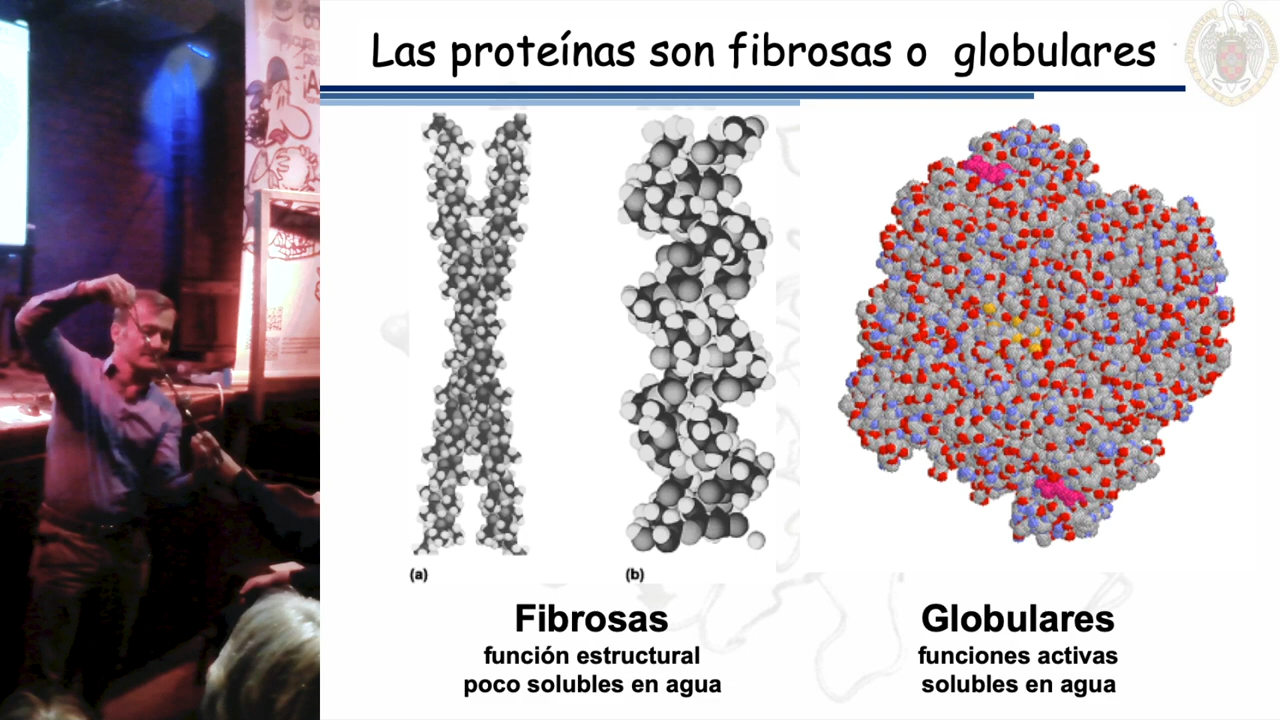 Las proteínas son fibrosas o globulares
(a)
(b)
Fibrosas
función estructural
poco solubles en agua
Globulares
funciones activas
solubles en agua